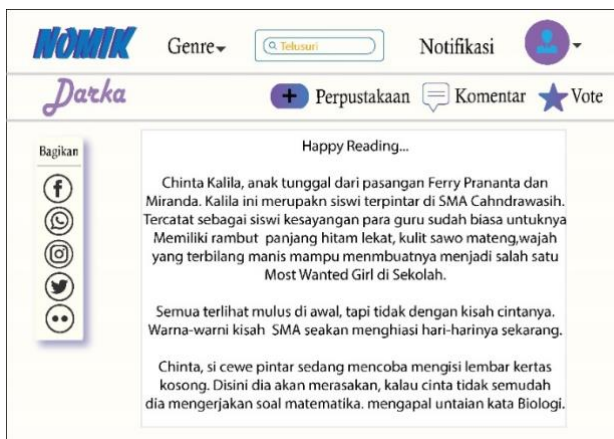 NOMIK Genre Telusuri Notifikasi
Darka Perpustakaan Komentar Vote
Bagikan
Happy Reading...
Chinta Kalila, anak tunggal dari pasangan Ferry Prananta dan
Miranda. Kalila ini merupakn siswi terpintar di SMA Cahndrawasih.
Tercatat sebagai siswi kesayangan para guru sudah biasa untuknya
Memiliki rambut panjang hitam lekat, kulit sawo mateng,wajah
yang terbilang manis mampu menmbuatnya menjadi salah satu
Most Wanted Girl di Sekolah.
Semua terlihat mulus di awal, tapi tidak dengan kisah cintanya.
Warna-warni kisah SMA seakan menghiasi hari-harinya sekarang.
Chinta, si cewe pintar sedang mencoba mengisi lembar kertas
kosong. Disini dia akan merasakan, kalau cinta tidak semudah
dia mengerjakan soal matematika. mengapal untaian kata Biologi.